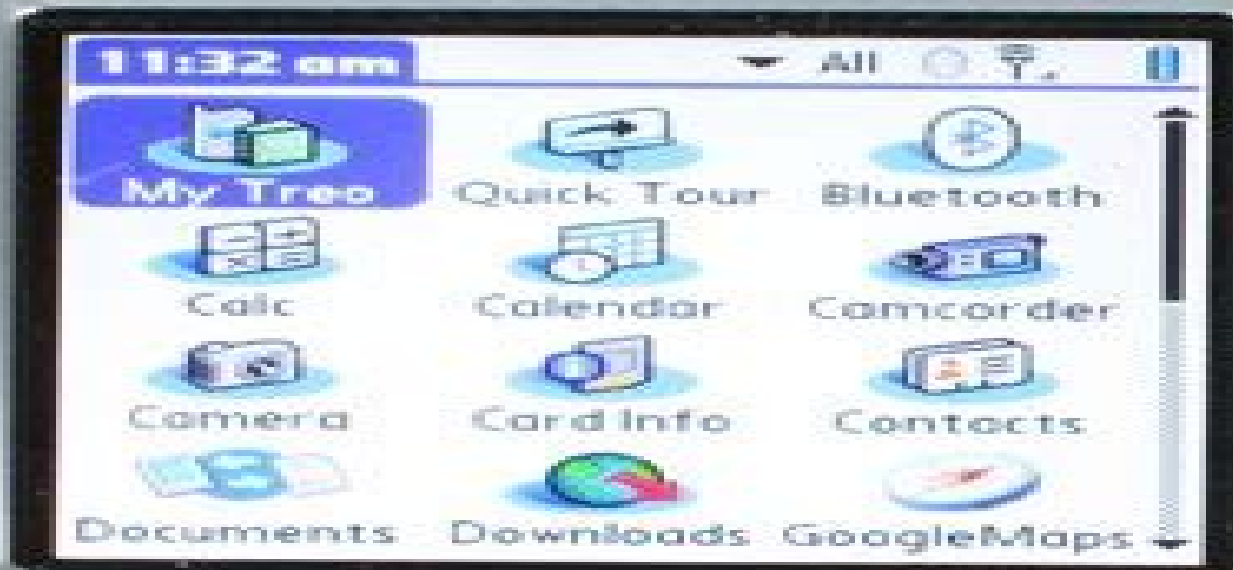 11:32 am All
My Treo Quick Tour Bluetooth
Calc Calendar Camcorder
Camera Card Info Contacts
Documents Downloads GoogleMaps